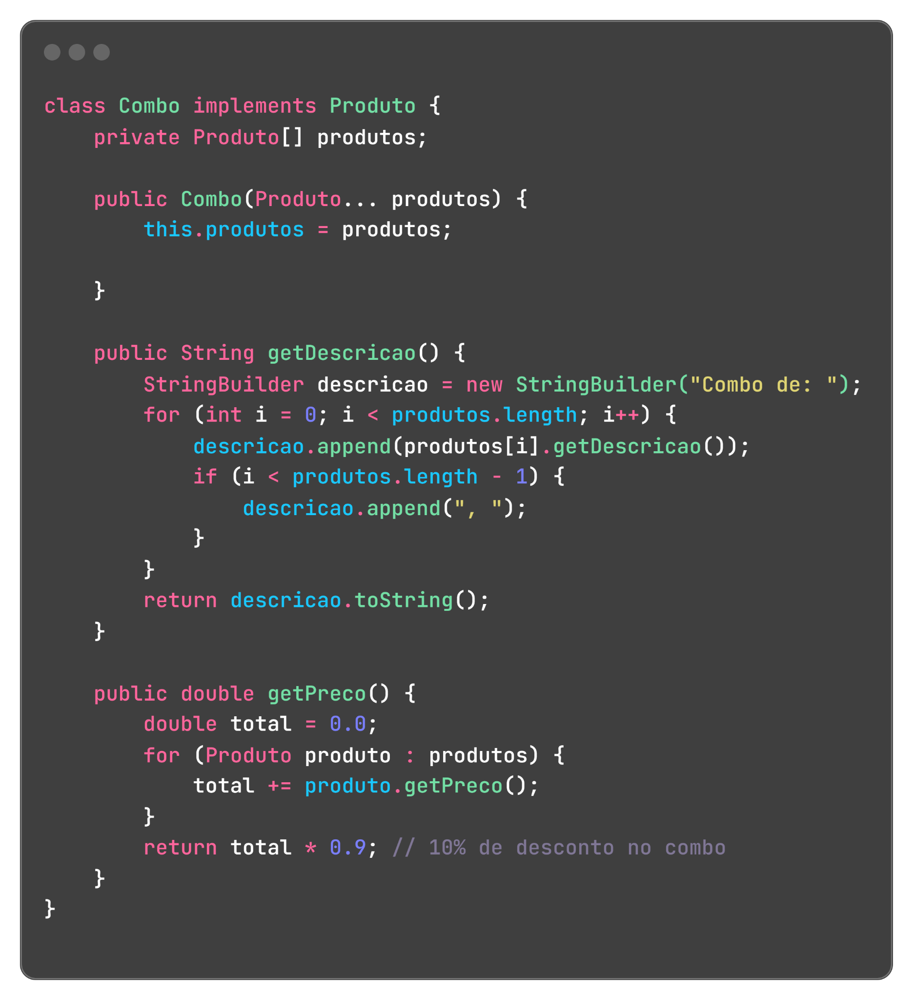 class Combo implements Produto {
    private Produto[] produtos;

    public Combo(Produto... produtos) {
        this.produtos = produtos;

    }

    public String getDescricao() {
        StringBuilder descricao = new StringBuilder("Combo de: ");
        for (int i = 0; i < produtos.length; i++) {
            descricao.append(produtos[i].getDescricao());
            if (i < produtos.length - 1) {
                descricao.append(", ");
            }
        }
        return descricao.toString();
    }

    public double getPreco() {
        double total = 0.0;
        for (Produto produto : produtos) {
            total += produto.getPreco();
        }
        return total * 0.9; // 10% de desconto no combo
    }
}